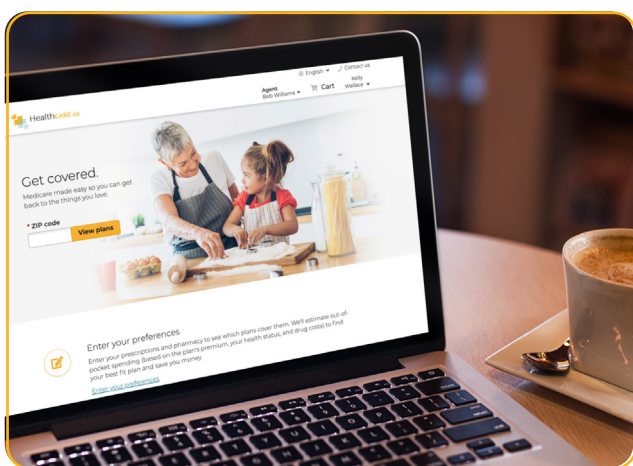 English
Contact us
HealthCARE us
Agent
Bob Williams
Cart
Kelly
Wallace
Get covered.
Medicare made easy so you can get
back to the things you love.
* ZIP code
View plans
Enter your preferences
Enter your prescriptions and pharmacy to see which plans cover them. We'll estimate out-of-
pocket spending (based on the plan's premium, your health status, and drug costs) to find
your best fit plan and save you money.
Enter your preferences